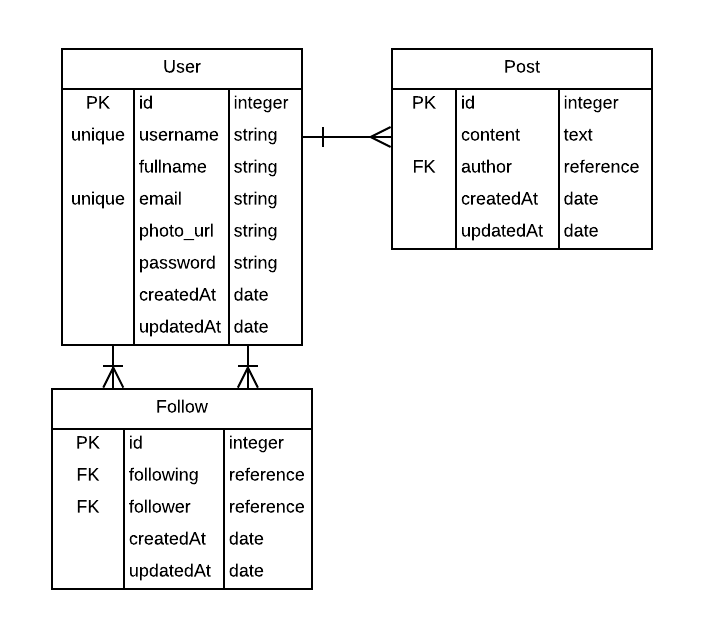 User
PK id integer
unique username string
fullname string
unique email string
photo_url string
password string
createdAt date
updatedAt date
Post
PK id integer
content text
FK author reference
createdAt date
updatedAt date
Follow
PK id integer
FK following reference
FK follower reference
createdAt date
updatedAt date